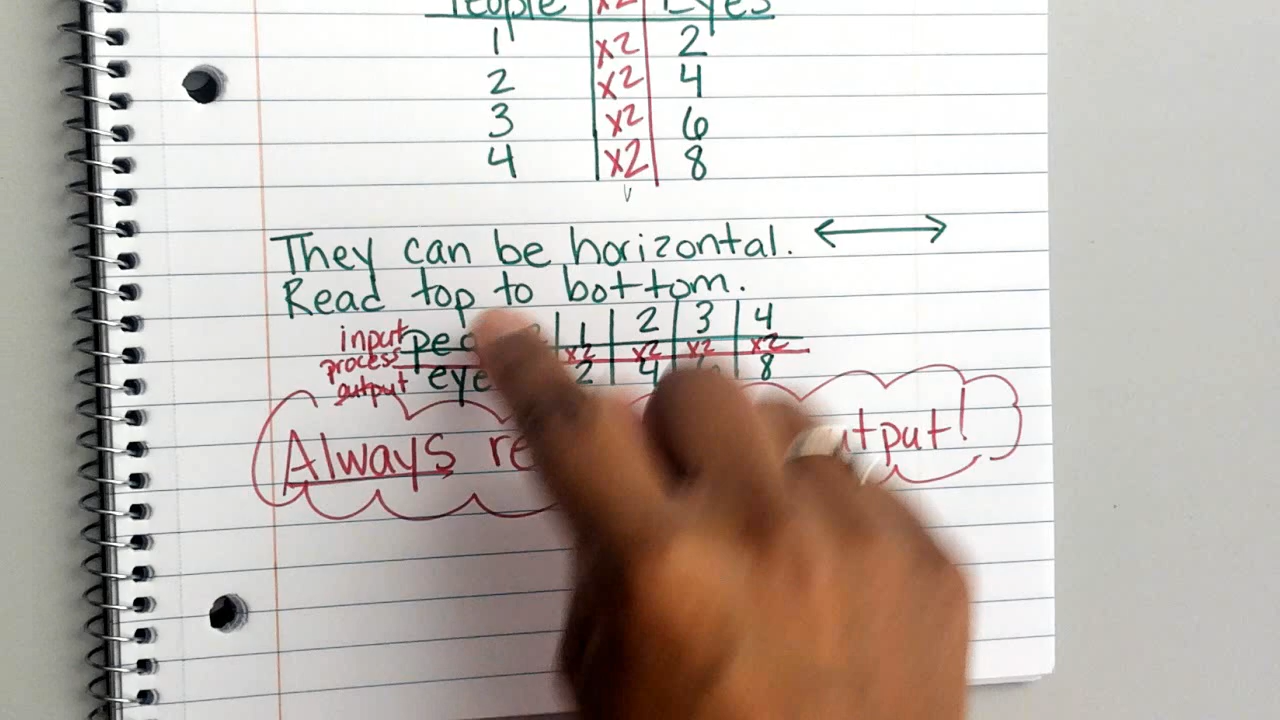 People x2 Eyes
1 x2 2
2 x2 4
3 x2 6
4 x2 8
They can be horizontal.
Read top to bottom.
input 1 2 3 4
process x2 x2 x2 x2
output 2 4 8
Always